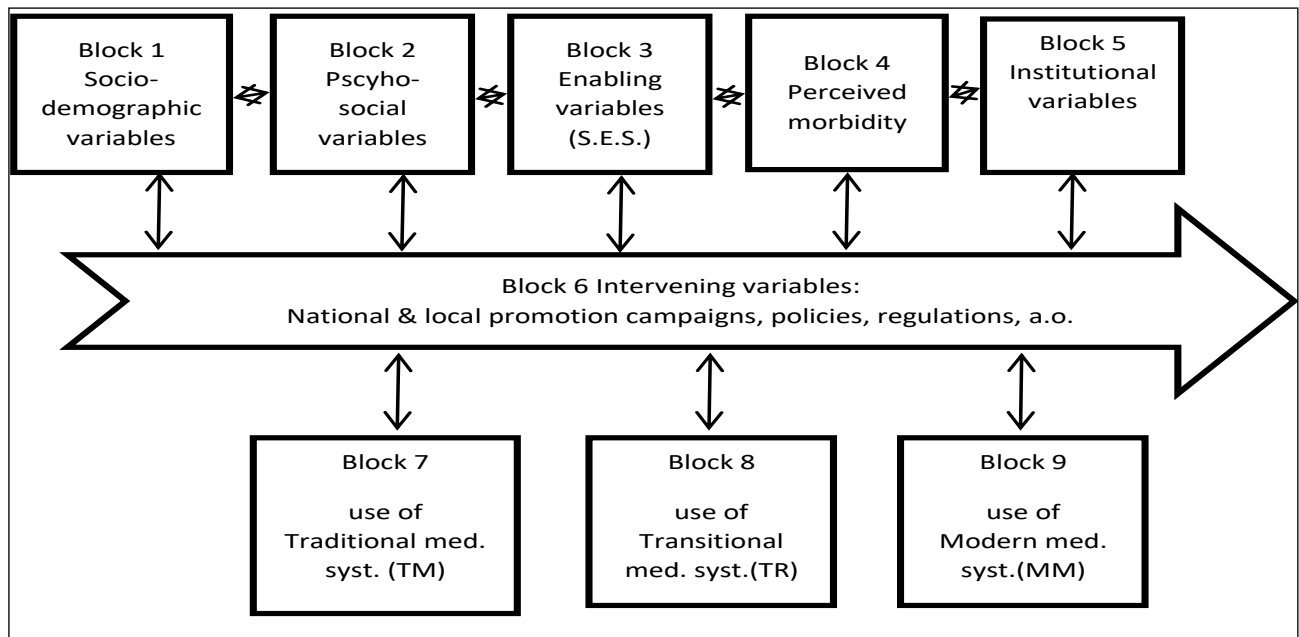 Block 1
Socio-
demographic
variables
Block 2
Pscyho-
social
variables
Block 3
Enabling
variables
(S.E.S.)
Block 4
Perceived
morbidity
Block 5
Institutional
variables
Block 6 Intervening variables:
National & local promotion campaigns, policies, regulations, a.o.
Block 7
use of
Traditional med.
syst. (TM)
Block 8
use of
Transitional
med. syst.(TR)
Block 9
use of
Modern med.
syst.(MM)